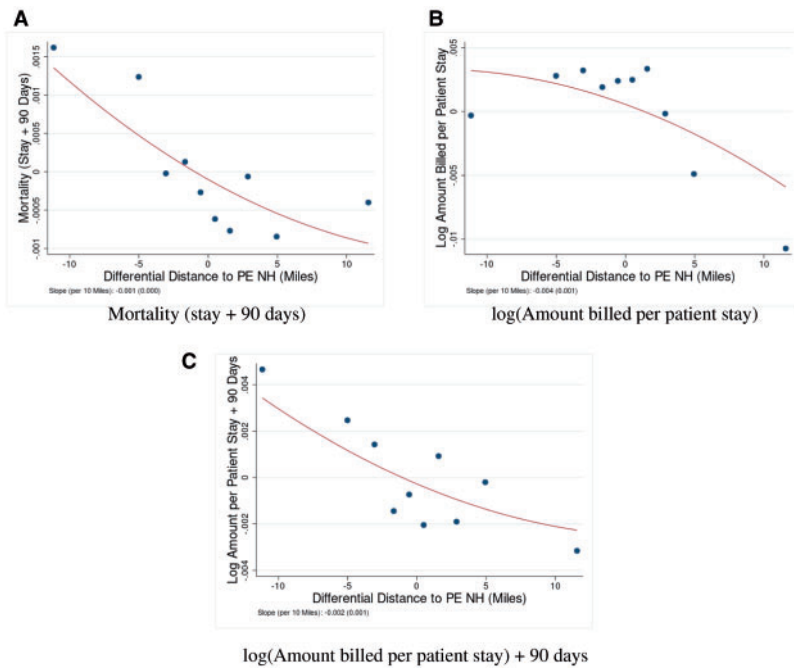 A
Mortality (Stay + 90 Days)
.0015
.001
.0005
0
-.0005
-.001
-10
-5
0
5
10
Differential Distance to PE NH (Miles)
Slope (per 10 Miles): -0.001 (0.000)
Mortality (stay + 90 days)
B
Log Amount Billed per Patient Stay
.005
0
-.005
-.01
-10
-5
0
5
10
Differential Distance to PE NH (Miles)
Slope (per 10 Miles): -0.004 (0.001)
log(Amount billed per patient stay)
C
Log Amount per Patient Stay + 90 Days
.004
.002
0
-.002
-.004
-10
-5
0
5
10
Differential Distance to PE NH (Miles)
Slope (per 10 Miles): -0.002 (0.001)
log(Amount billed per patient stay) + 90 days